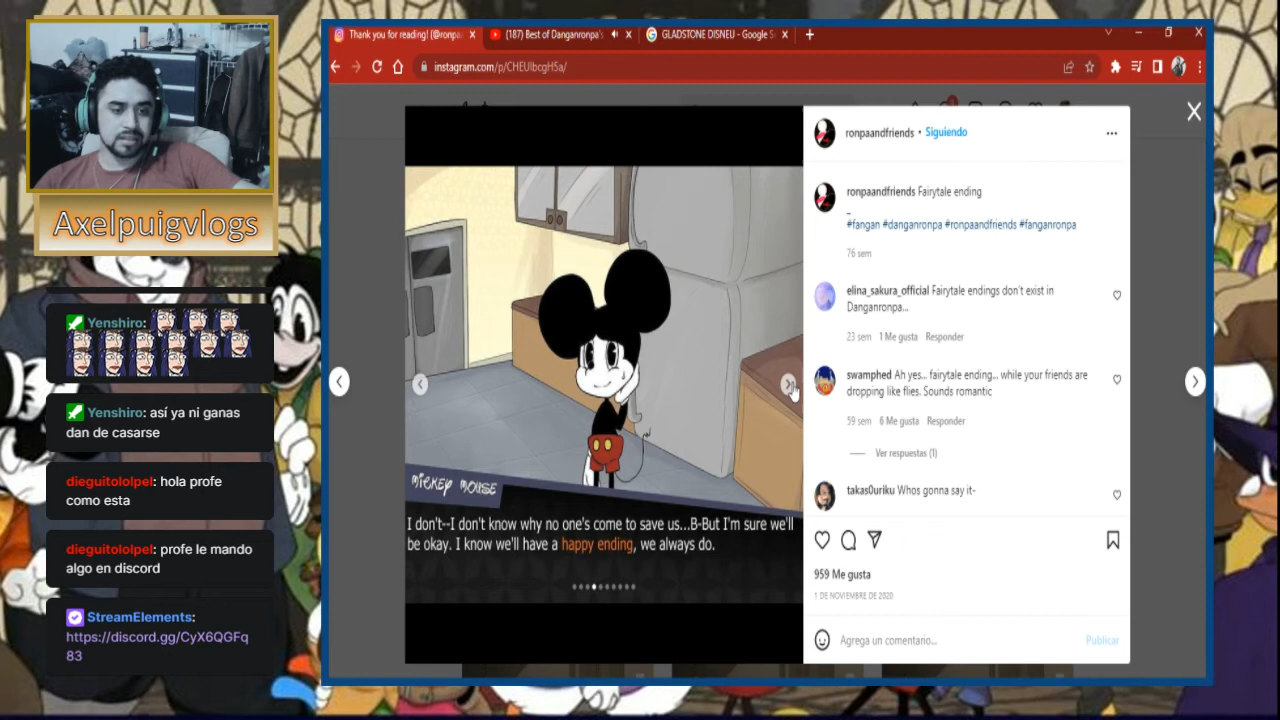 Axelpuigvlogs
Yenshiro:
Yenshiro: así ya ni ganas
dan de casarse
dieguitololpel: hola profe
como esta
dieguitololpel: profe le mando
algo en discord
StreamElements:
https://discord.gg/CyX6QGFq
83
Thank you for reading! (@ronpa
(187) Best of Danganronpa's
GLADSTONE DISNEU - Google S
instagram.com/p/CHEUlbcgH5a/
MICKEY MOUSE
I don't--I don't know why no one's come to save us...B-But I'm sure we'll
be okay. I know we'll have a happy ending, we always do.
ronpaandfriends • Siguiendo
ronpaandfriends Fairytale ending
_
#fangan #danganronpa #ronpaandfriends #fanganronpa
76 sem
elina_sakura_official Fairytale endings don't exist in
Danganronpa...
23 sem 1 Me gusta Responder
swamphed Ah yes... fairytale ending... while your friends are
dropping like flies. Sounds romantic
59 sem 6 Me gusta Responder
Ver respuestas (1)
takas0uriku Whos gonna say it-
959 Me gusta
1 DE NOVIEMBRE DE 2020
Agrega un comentario...
Publicar